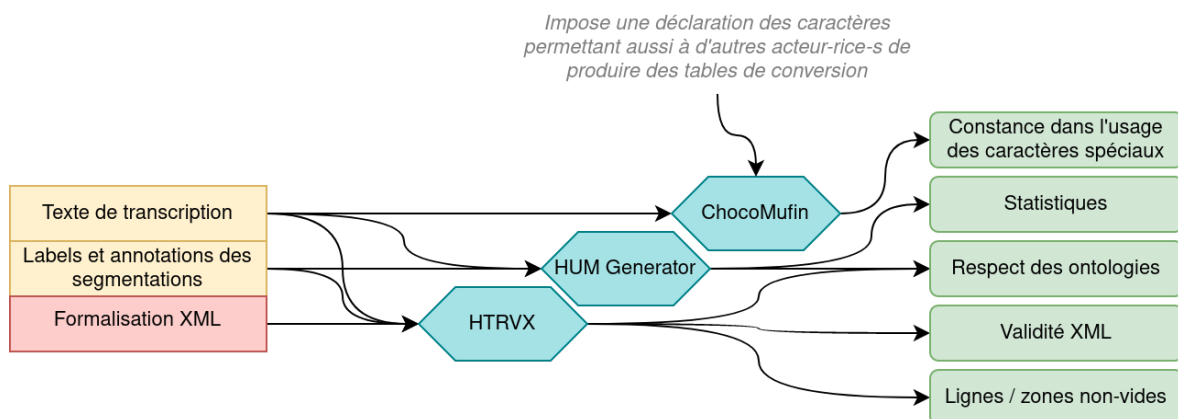 Impose une déclaration des caractères
permettant aussi à d'autres acteur-rice-s de
produire des tables de conversion
Texte de transcription
Labels et annotations des
segmentations
Formalisation XML
ChocoMufin
HUM Generator
HTRVX
Constance dans l'usage
des caractères spéciaux
Statistiques
Respect des ontologies
Validité XML
Lignes / zones non-vides